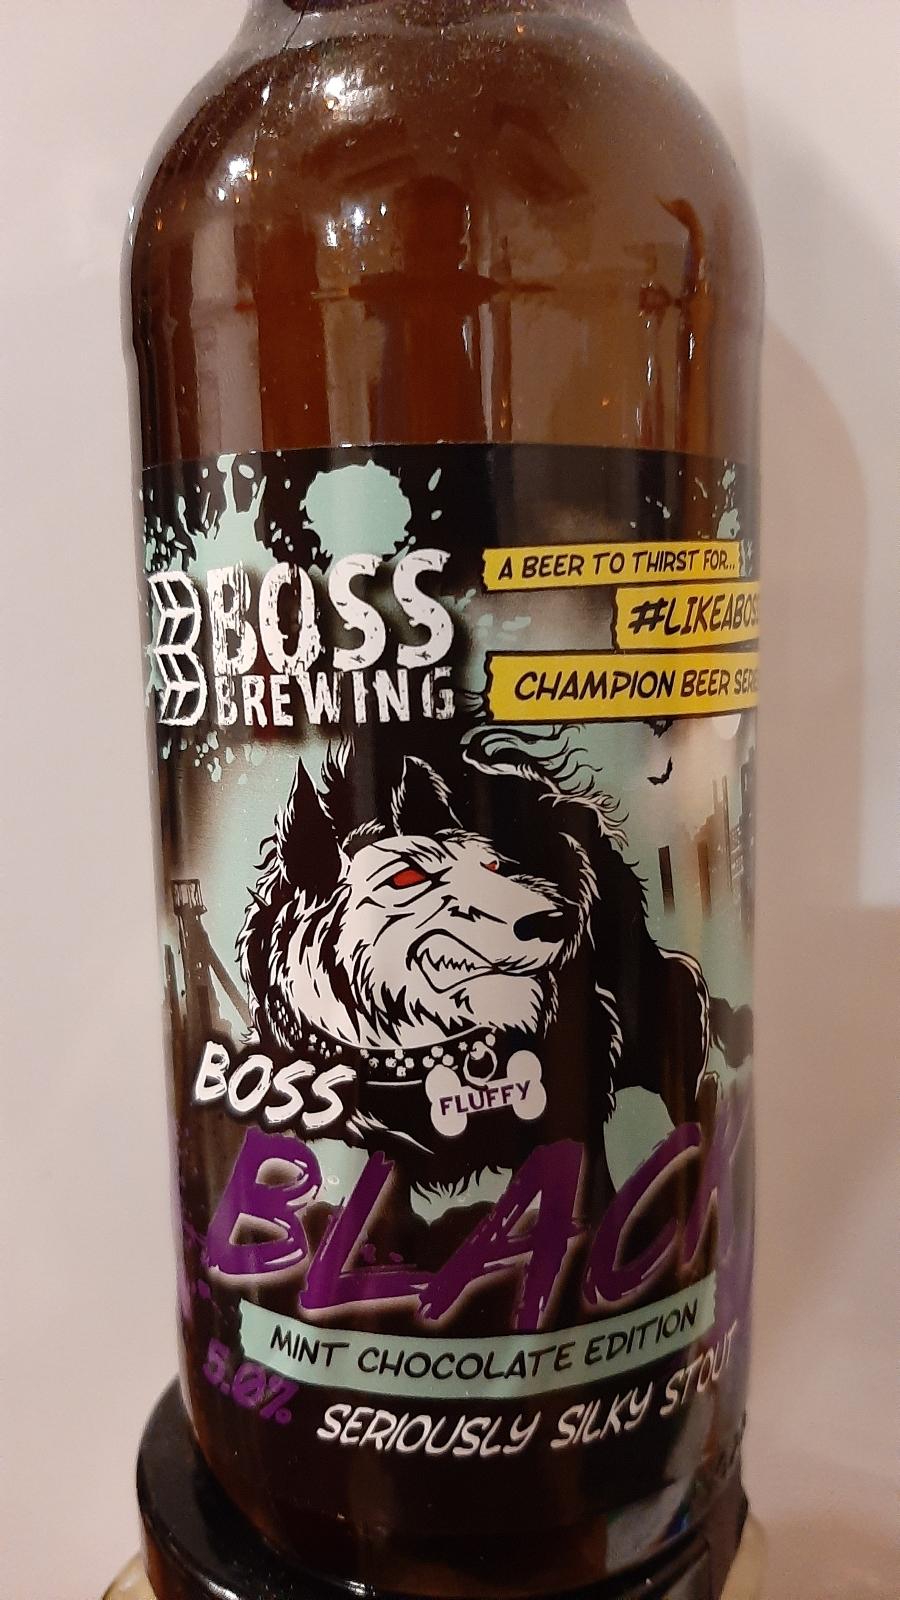 BOSS
BREWING
A BEER TO THIRST FOR...
#LIKEABOSS
CHAMPION BEER SERIE
FLUFFY
BOSS
BLACK
MINT CHOCOLATE EDITION
5.0%
SERIOUSLY SILKY STOUT